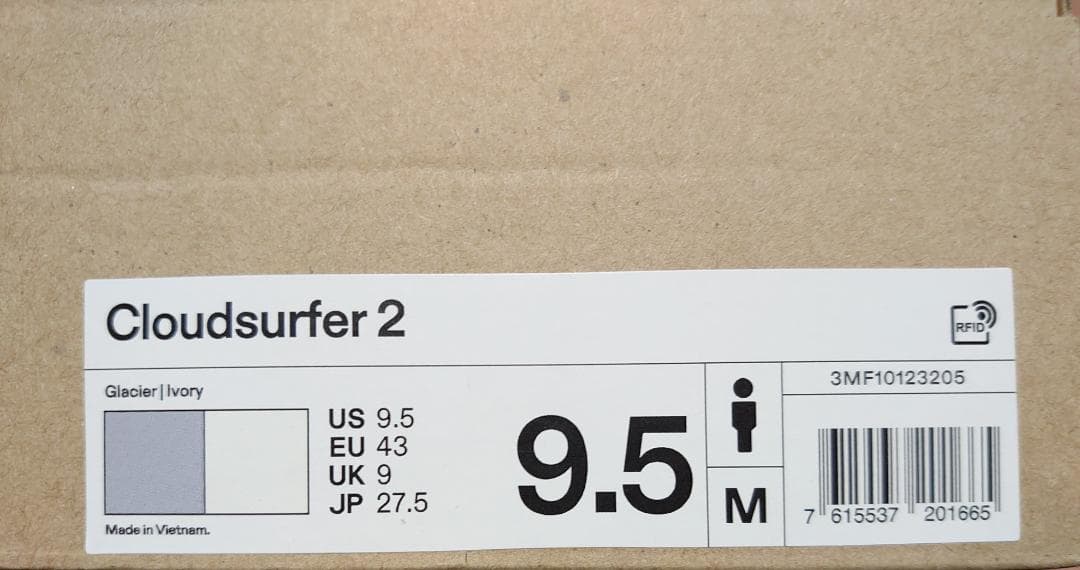 Cloudsurfer 2
RFID
Glacier | Ivory
US 9.5
EU 43
UK 9
JP 27.5
Made in Vietnam.
9.5
M
3MF10123205
7 615537 201665